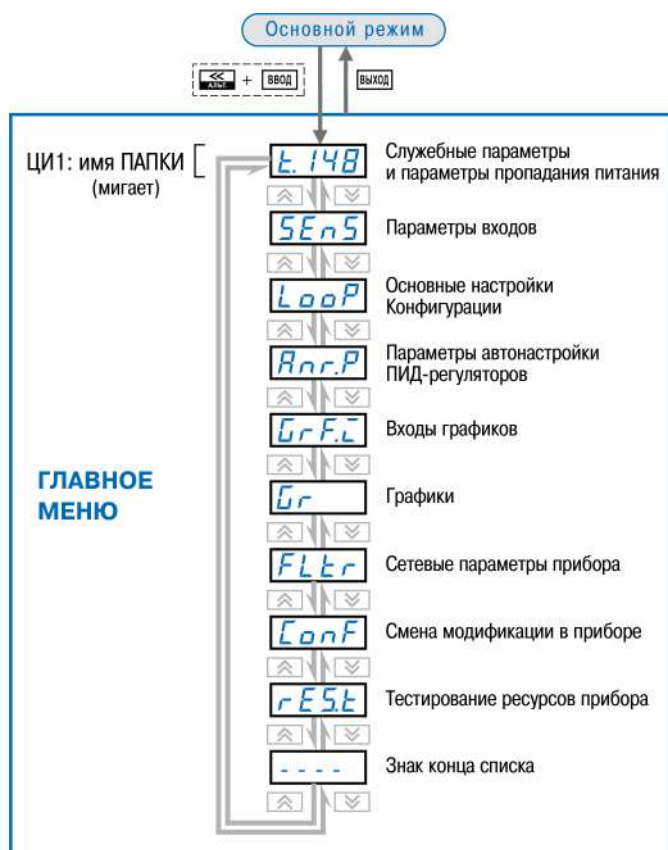 Основной режим
≪
АЛЬТ. + ВВОД ВЫХОД
ЦИ1: имя ПАПКИ
(мигает)
t.148
Служебные параметры
и параметры пропадания питания
SEnS
Параметры входов
LooP
Основные настройки
Конфигурации
Anr.P
Параметры автонастройки
ПИД-регуляторов
GrF.i
Входы графиков
Gr
Графики
ГЛАВНОЕ
МЕНЮ
FLtr
Сетевые параметры прибора
ConF
Смена модификации в приборе
rES.t
Тестирование ресурсов прибора
- - - -
Знак конца списка